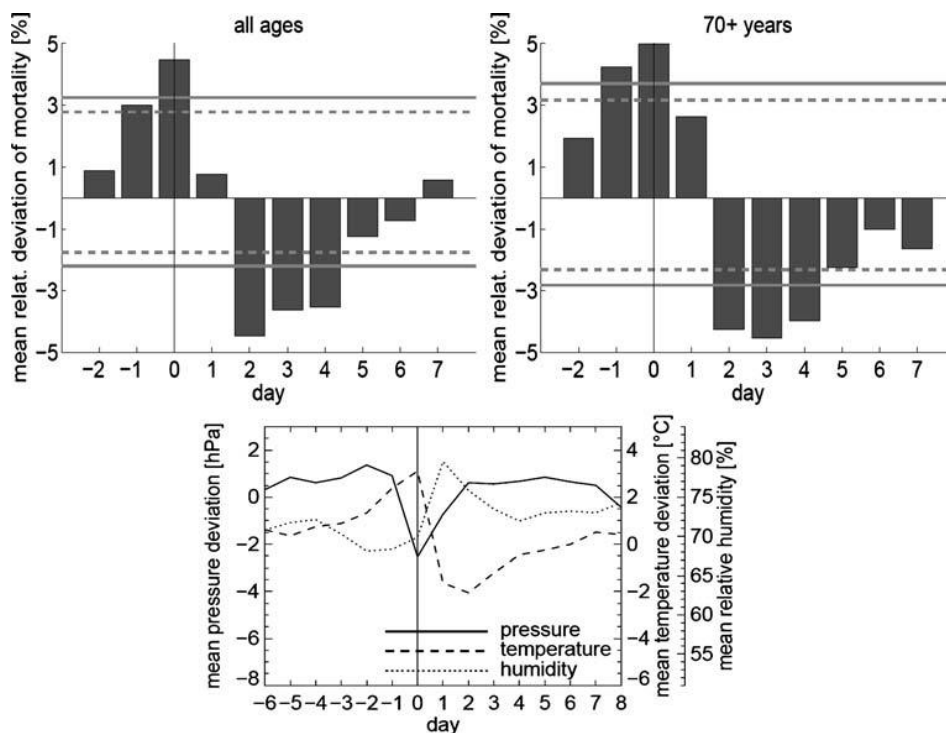 all ages
mean relat. deviation of mortality [%]
5
3
1
−1
−3
−5
−2 −1 0 1 2 3 4 5 6 7
day
70+ years
mean relat. deviation of mortality [%]
5
3
1
−1
−3
−5
−2 −1 0 1 2 3 4 5 6 7
day
mean pressure deviation [hPa]
2
0
−2
−4
−6
−8
pressure
temperature
humidity
−6 −5 −4 −3 −2 −1 0 1 2 3 4 5 6 7 8
day
4
2
0
−2
−4
−6
mean temperature deviation [°C]
80
75
70
65
60
55
mean relative humidity [%]